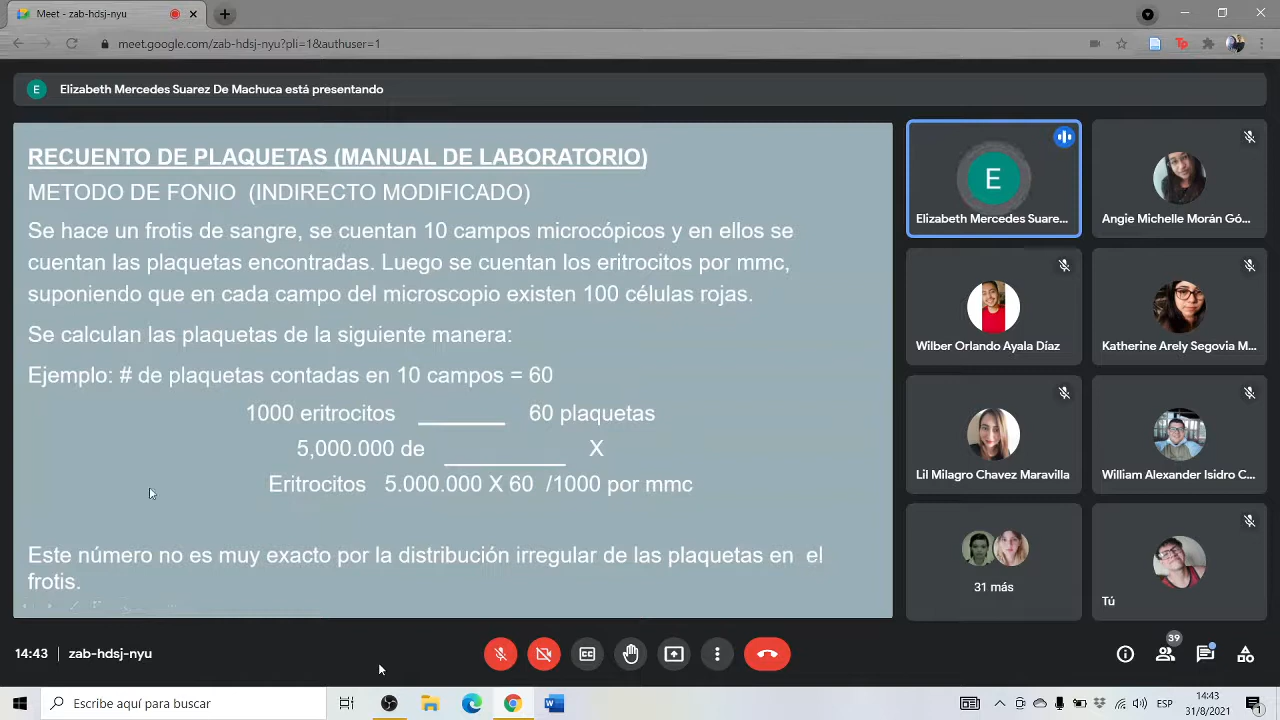 Meet - zab-hdsj-nyu
meet.google.com/zab-hdsj-nyu?pli=1&authuser=1
E Elizabeth Mercedes Suarez De Machuca está presentando
RECUENTO DE PLAQUETAS (MANUAL DE LABORATORIO)
METODO DE FONIO (INDIRECTO MODIFICADO)
Se hace un frotis de sangre, se cuentan 10 campos microcópicos y en ellos se
cuentan las plaquetas encontradas. Luego se cuentan los eritrocitos por mmc,
suponiendo que en cada campo del microscopio existen 100 células rojas.
Se calculan las plaquetas de la siguiente manera:
Ejemplo: # de plaquetas contadas en 10 campos = 60
1000 eritrocitos ________ 60 plaquetas
5,000.000 de ___________ X
Eritrocitos 5.000.000 X 60 /1000 por mmc
Este número no es muy exacto por la distribución irregular de las plaquetas en el
frotis.
E
Elizabeth Mercedes Suare...
Angie Michelle Morán Gó...
Wilber Orlando Ayala Díaz
Katherine Arely Segovia M...
Lil Milagro Chavez Maravilla
William Alexander Isidro C...
31 más
Tú
14:43 | zab-hdsj-nyu
39
Escribe aquí para buscar
Tp
W
ESP
14:43
31/8/2021
1